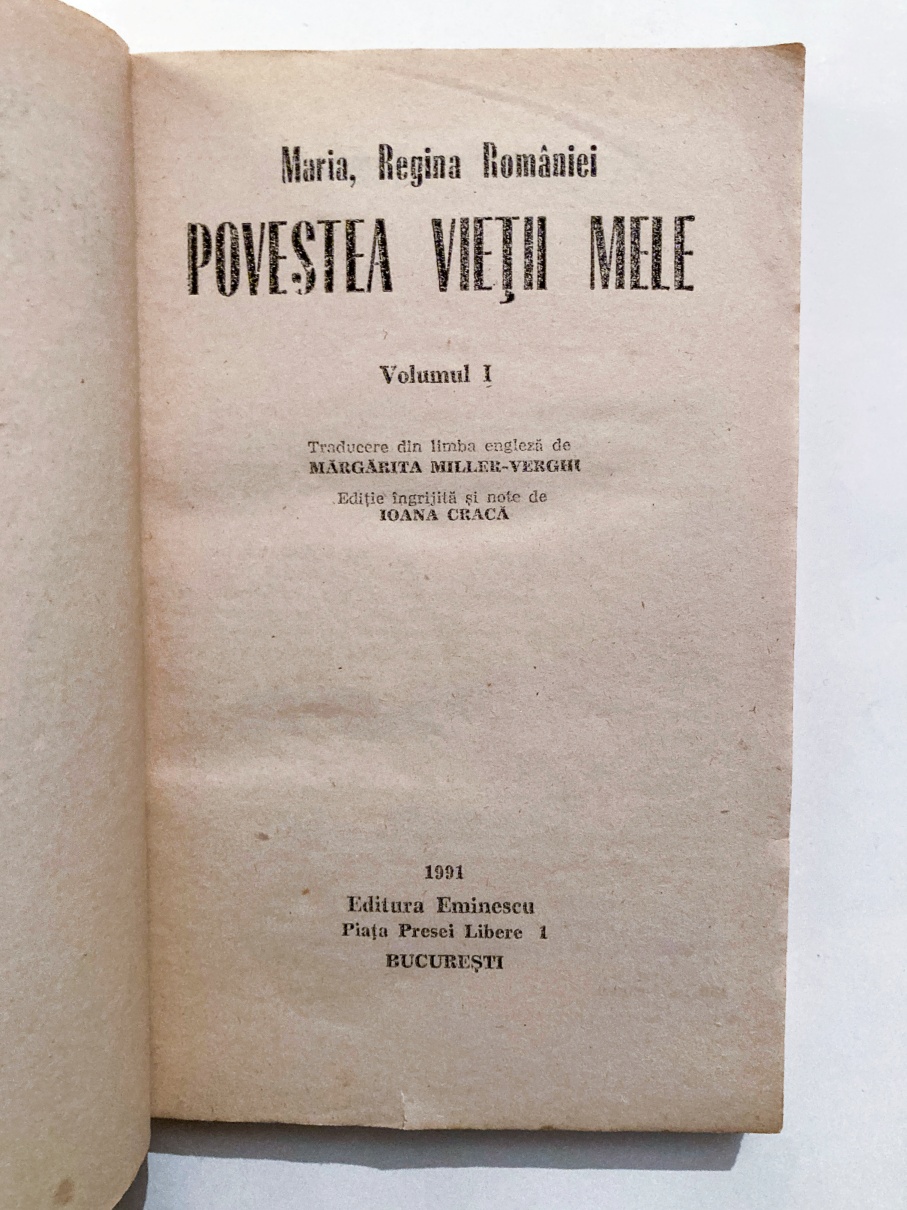 Maria, Regina României
POVESTEA VIEȚII MELE
Volumul I
Traducere din limba engleză de
MĂRGĂRITA MILLER-VERGHI
Ediție îngrijită și note de
IOANA CRACĂ
1991
Editura Eminescu
Piața Presei Libere 1
BUCUREȘTI